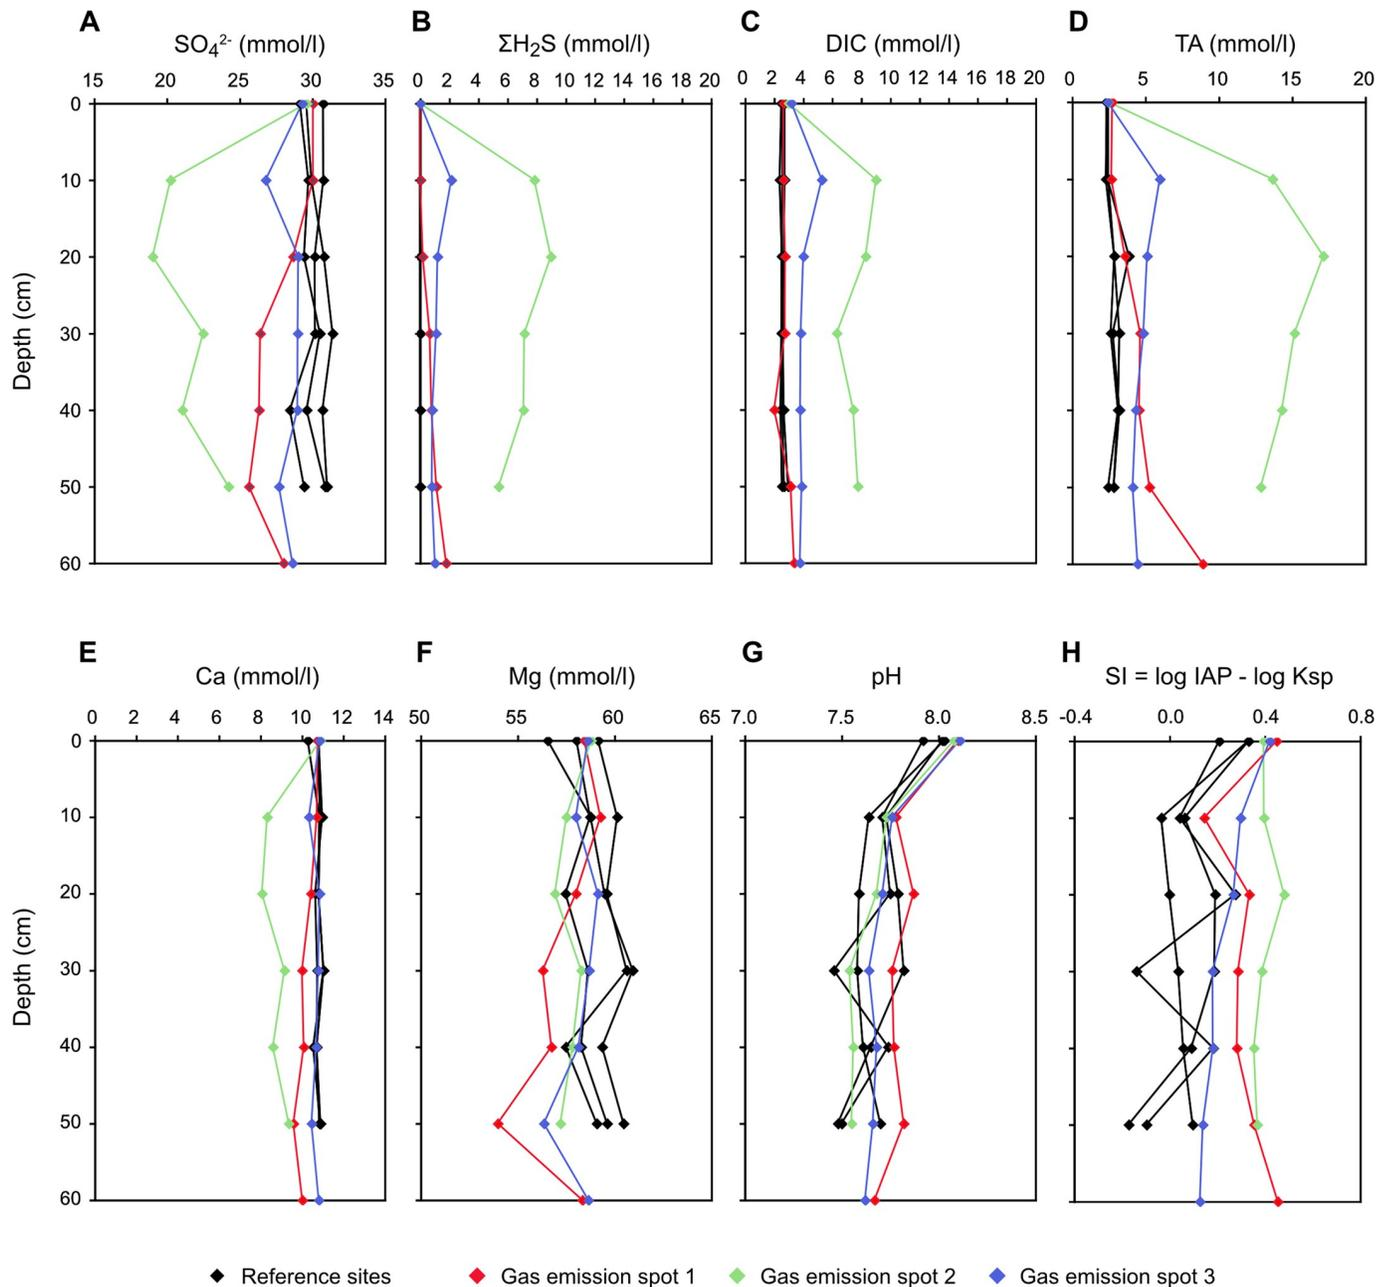 A B C D
SO₄²⁻ (mmol/l) ΣH₂S (mmol/l) DIC (mmol/l) TA (mmol/l)
15 20 25 30 35 0 2 4 6 8 10 12 14 16 18 20 0 2 4 6 8 10 12 14 16 18 20 0 5 10 15 20
0
10
20
30
40
50
60
Depth (cm)
E F G H
Ca (mmol/l) Mg (mmol/l) pH SI = log IAP - log Ksp
0 2 4 6 8 10 12 14 50 55 60 65 7.0 7.5 8.0 8.5 -0.4 0.0 0.4 0.8
0
10
20
30
40
50
60
Depth (cm)
Reference sites Gas emission spot 1 Gas emission spot 2 Gas emission spot 3